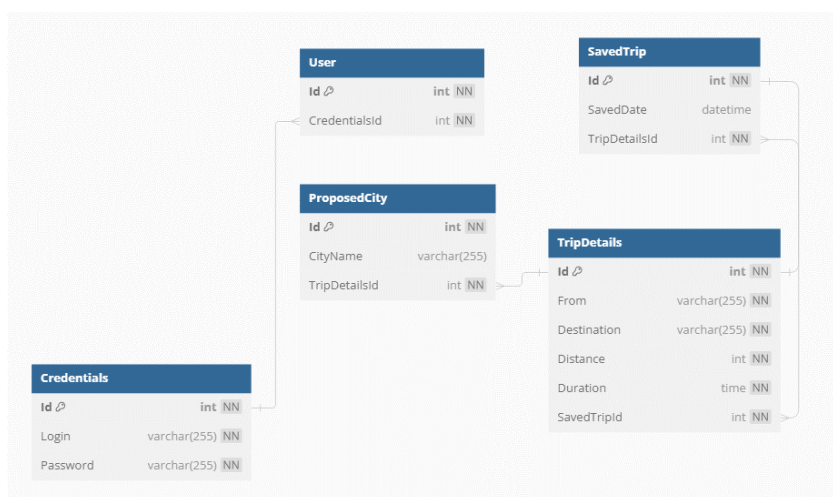 User
Id int NN
CredentialsId int NN
SavedTrip
Id int NN
SavedDate datetime
TripDetailsId int NN
ProposedCity
Id int NN
CityName varchar(255)
TripDetailsId int NN
TripDetails
Id int NN
From varchar(255) NN
Destination varchar(255) NN
Distance int NN
Duration time NN
SavedTripId int NN
Credentials
Id int NN
Login varchar(255) NN
Password varchar(255) NN